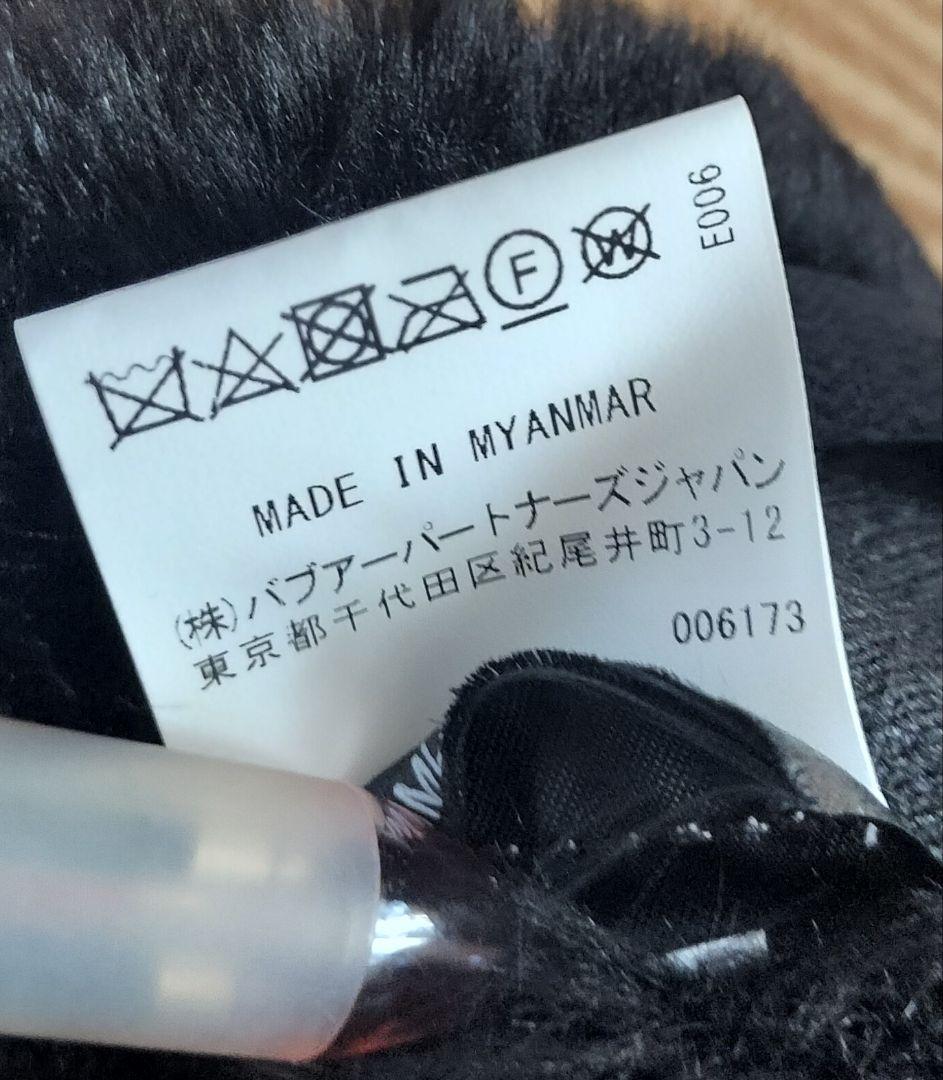 E006
F W
MADE IN MYANMAR
(株)バブアーパートナーズジャパン
東京都千代田区紀尾井町3-12
006173